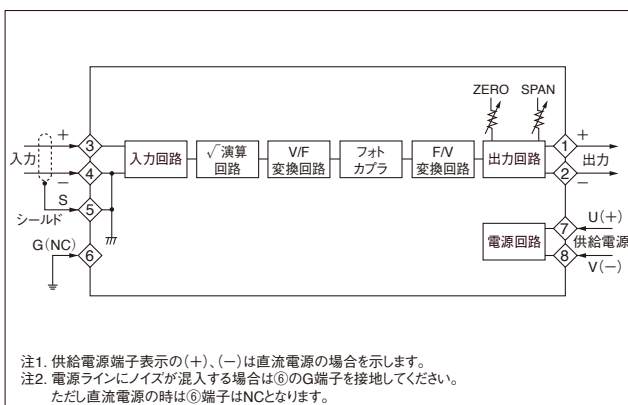 ZERO SPAN
+ ③ 入力回路 √演算回路 V/F変換回路 フォトカプラ F/V変換回路 出力回路 ① +
入力 出力
− ④ ② −
S ⑤
シールド
G(NC) ⑥
⑦ U(+)
電源回路 供給電源
⑧ V(−)
注1. 供給電源端子表示の(+)、(−)は直流電源の場合を示します。
注2. 電源ラインにノイズが混入する場合は⑥のG端子を接地してください。
ただし直流電源の時は⑥端子はNCとなります。